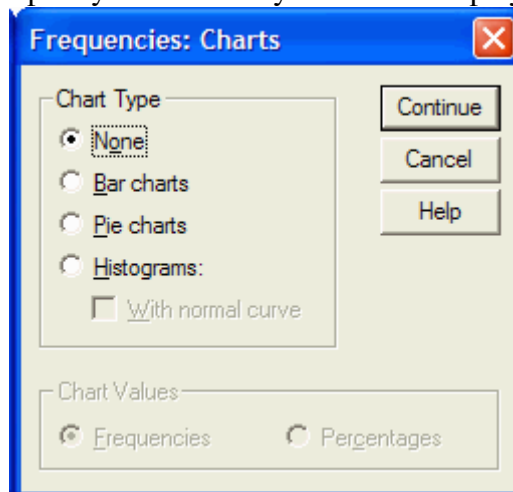 Frequencies: Charts
Chart Type
None
Bar charts
Pie charts
Histograms:
With normal curve
Continue
Cancel
Help
Chart Values
Frequencies
Percentages